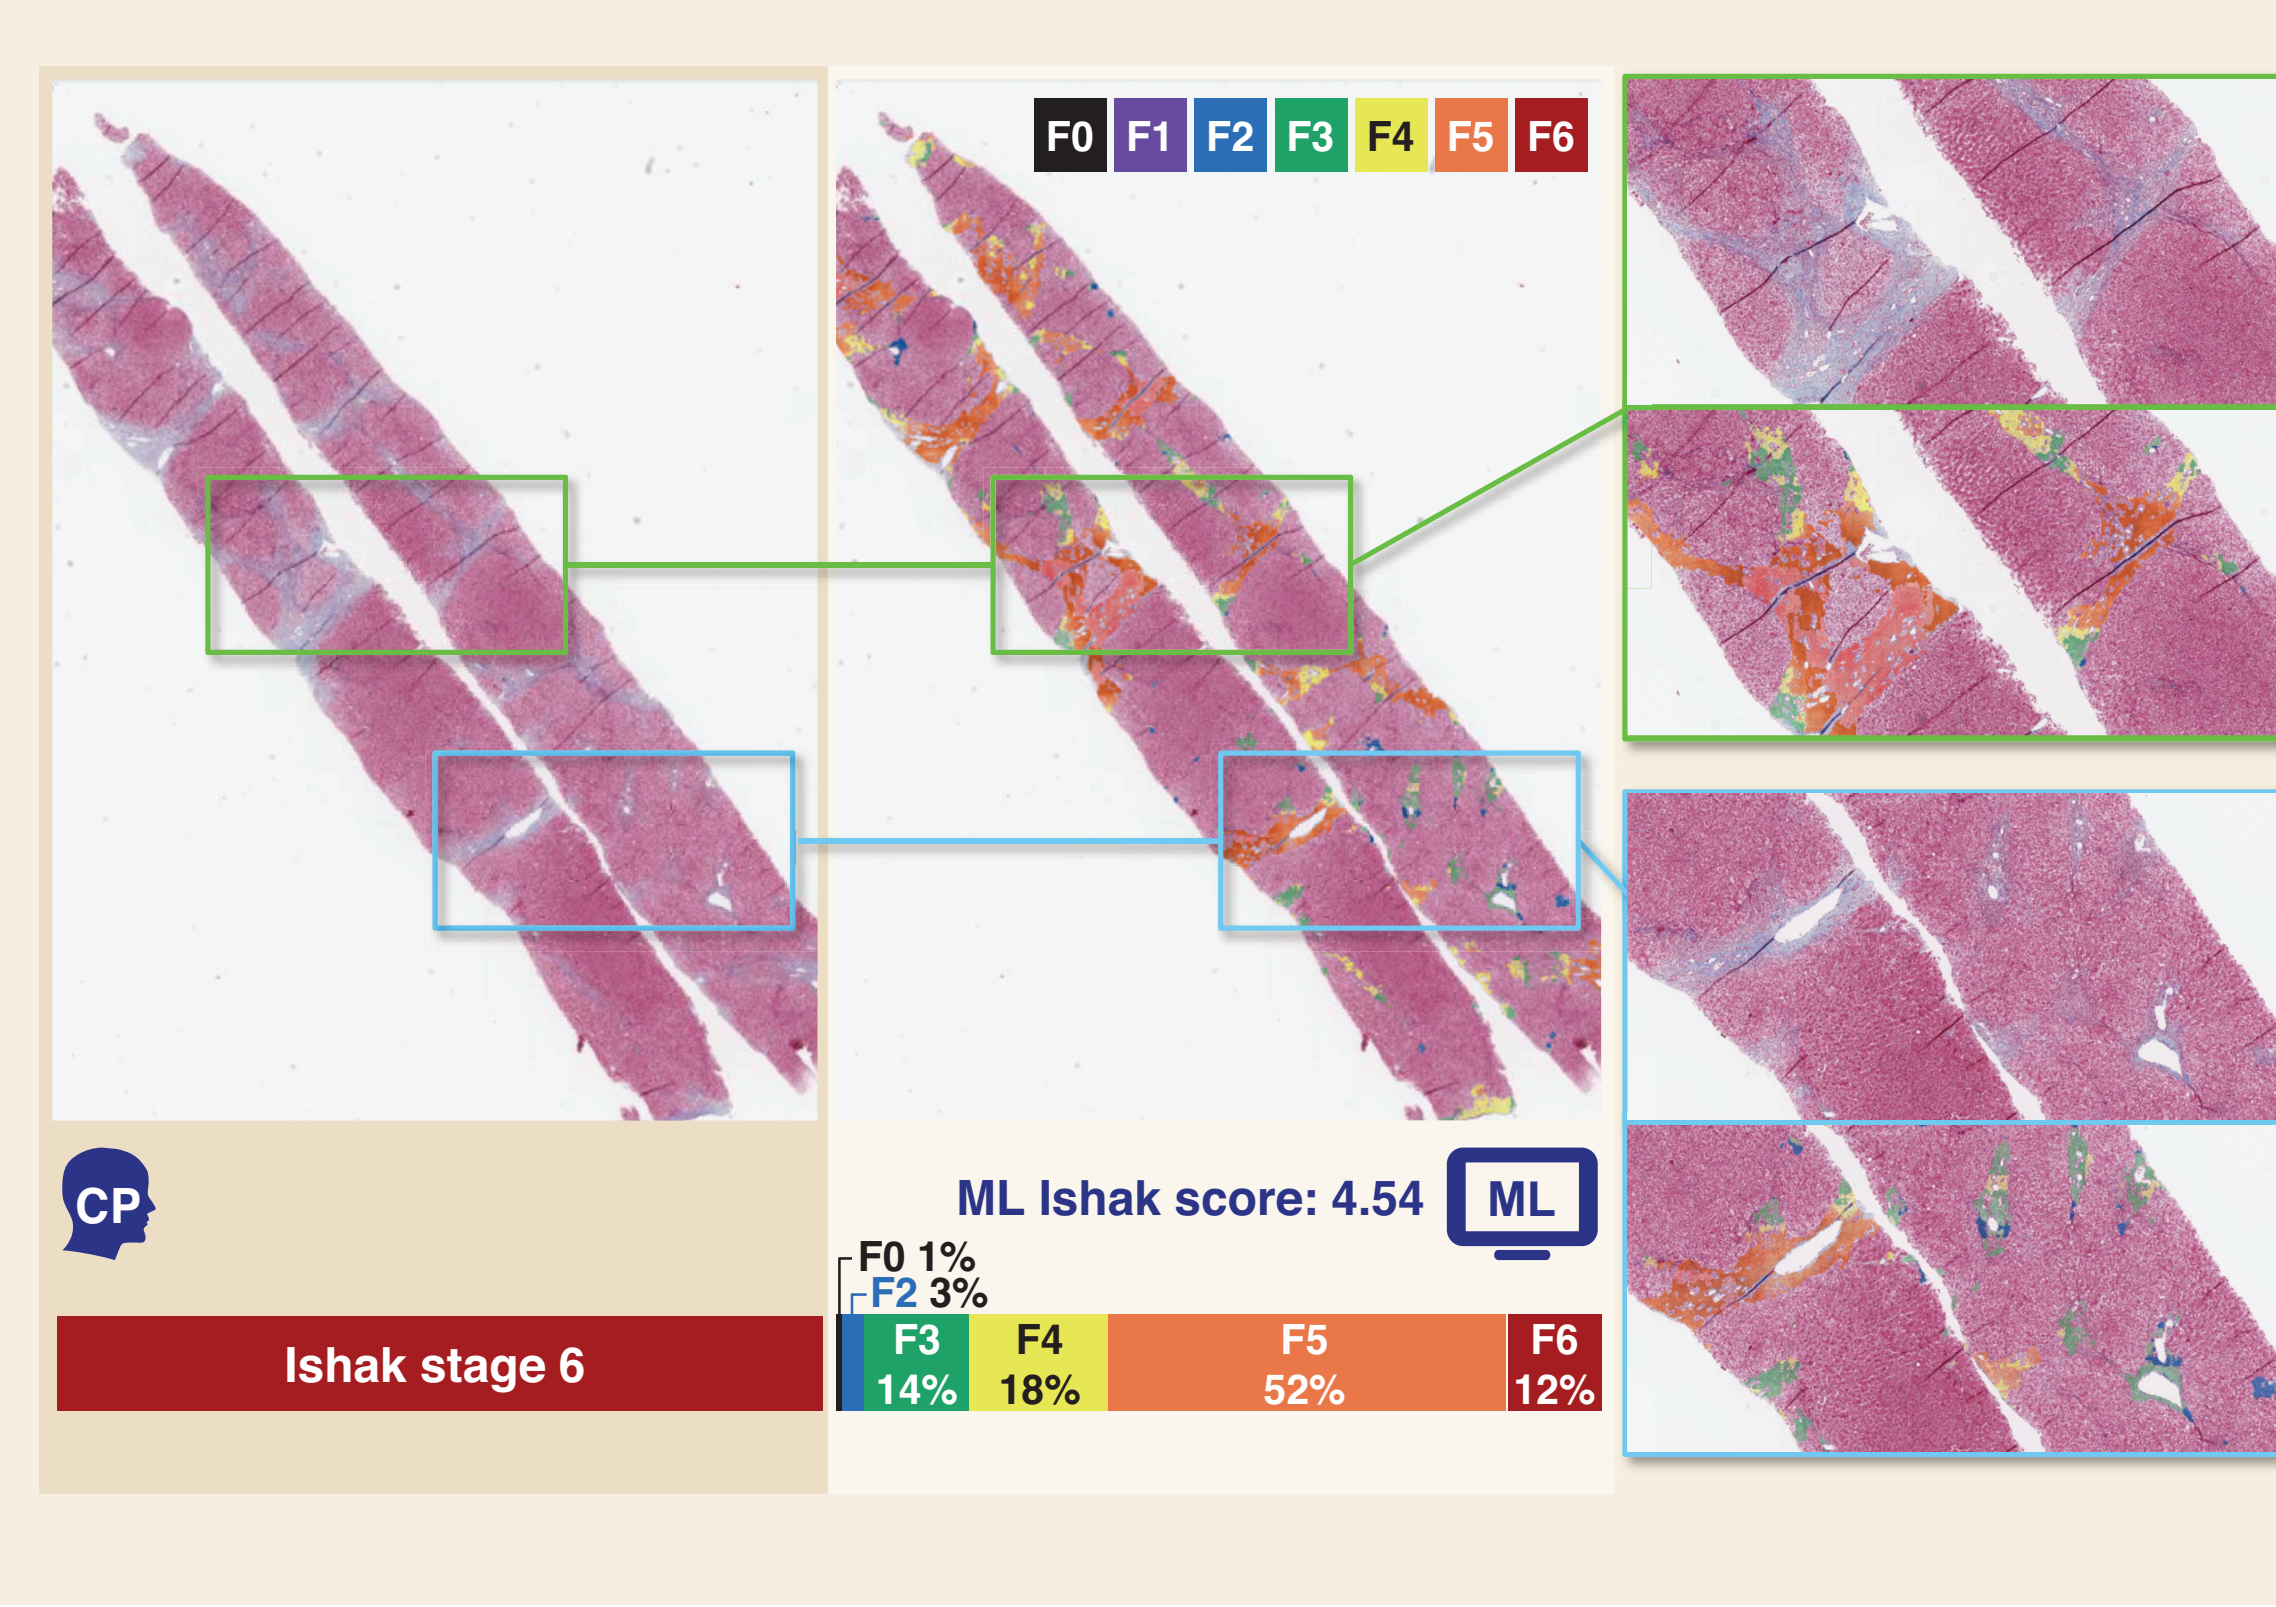 F0 F1 F2 F3 F4 F5 F6
CP
ML Ishak score: 4.54
ML
F0 1%
F2 3%
Ishak stage 6
F3 F4 F5 F6
14% 18% 52% 12%